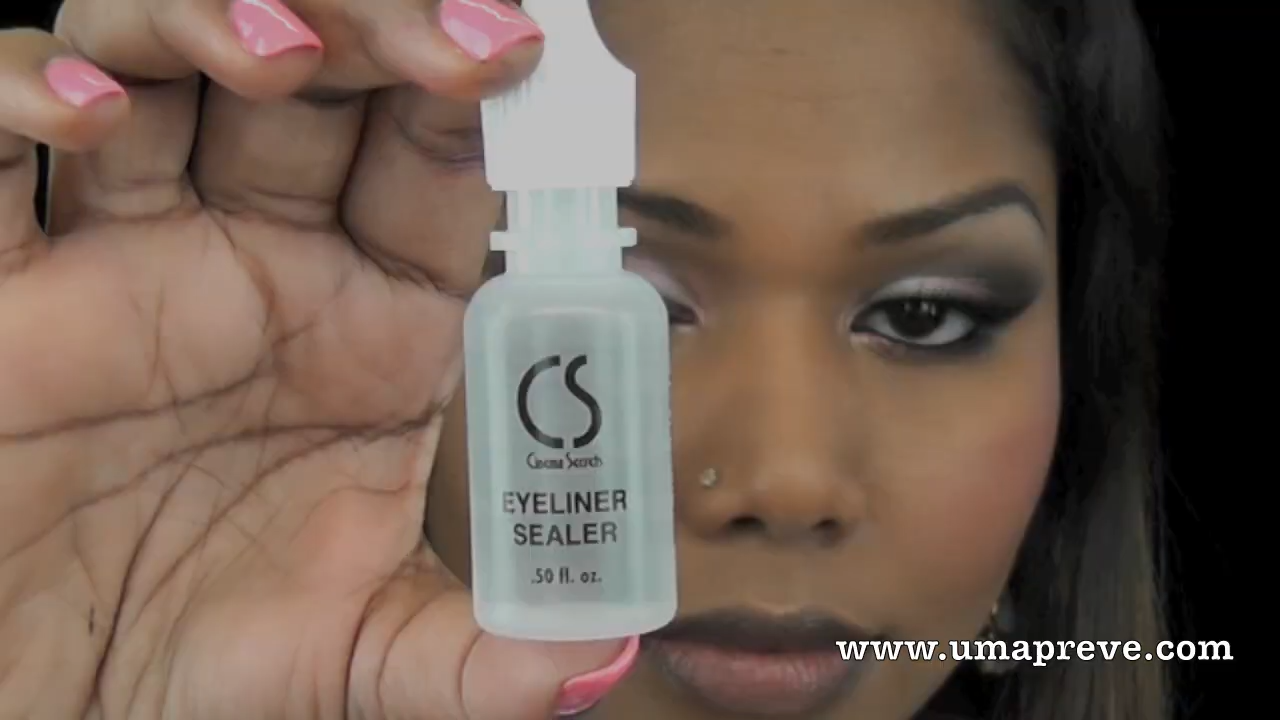 CS
Cinema Secrets
EYELINER
SEALER
.50 fl. oz.
www.umapreve.com